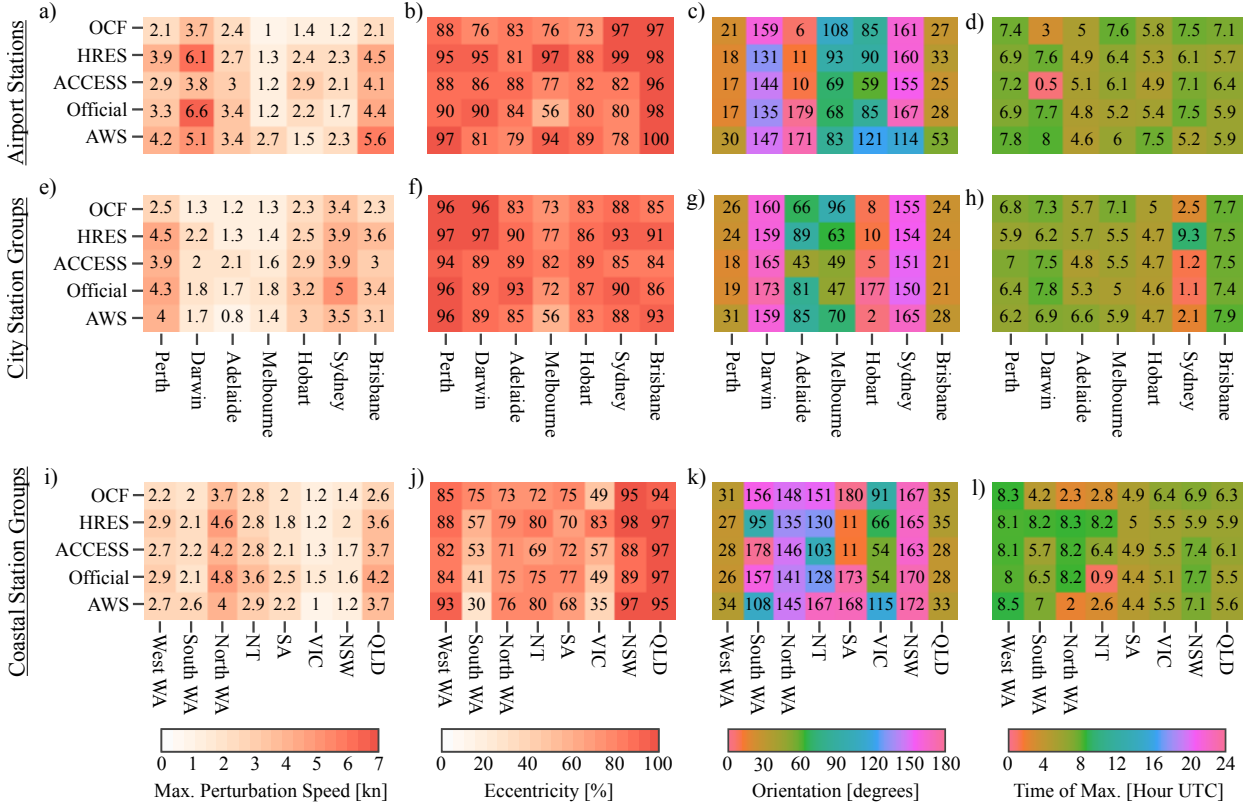 a) b) c) d)
Airport Stations
OCF 2.1 3.7 2.4 1 1.4 1.2 2.1 88 76 83 76 73 97 97 21 159 6 108 85 161 27 7.4 3 5 7.6 5.8 7.5 7.1
HRES 3.9 6.1 2.7 1.3 2.4 2.3 4.5 95 95 81 97 88 99 98 18 131 11 93 90 160 33 6.9 7.6 4.9 6.4 5.3 6.1 5.7
ACCESS 2.9 3.8 3 1.2 2.9 2.1 4.1 88 86 88 77 82 82 96 17 144 10 69 59 155 25 7.2 0.5 5.1 6.1 4.9 7.1 6.4
Official 3.3 6.6 3.4 1.2 2.2 1.7 4.4 90 90 84 56 80 80 98 17 135 179 68 85 167 28 6.9 7.7 4.8 5.2 5.4 7.5 5.9
AWS 4.2 5.1 3.4 2.7 1.5 2.3 5.6 97 81 79 94 89 78 100 30 147 171 83 121 114 53 7.8 8 4.6 6 7.5 5.2 5.9
e) f) g) h)
City Station Groups
OCF 2.5 1.3 1.2 1.3 2.3 3.4 2.3 96 96 83 73 83 88 85 26 160 66 96 8 155 24 6.8 7.3 5.7 7.1 5 2.5 7.7
HRES 4.5 2.2 1.3 1.4 2.5 3.9 3.6 97 97 90 77 86 93 91 24 159 89 63 10 154 24 5.9 6.2 5.7 5.5 4.7 9.3 7.5
ACCESS 3.9 2 2.1 1.6 2.9 3.9 3 94 89 89 82 89 85 84 18 165 43 49 5 151 21 7 7.5 4.8 5.5 4.7 1.2 7.5
Official 4.3 1.8 1.7 1.8 3.2 5 3.4 96 89 93 72 87 90 86 19 173 81 47 177 150 21 6.4 7.8 5.3 5 4.6 1.1 7.4
AWS 4 1.7 0.8 1.4 3 3.5 3.1 96 89 85 56 83 88 93 31 159 85 70 2 165 28 6.2 6.9 6.6 5.9 4.7 2.1 7.9
Perth Darwin Adelaide Melbourne Hobart Sydney Brisbane Perth Darwin Adelaide Melbourne Hobart Sydney Brisbane Perth Darwin Adelaide Melbourne Hobart Sydney Brisbane Perth Darwin Adelaide Melbourne Hobart Sydney Brisbane
i) j) k) l)
Coastal Station Groups
OCF 2.2 2 3.7 2.8 2 1.2 1.4 2.6 85 75 73 72 75 49 95 94 31 156 148 151 180 91 167 35 8.3 4.2 2.3 2.8 4.9 6.4 6.9 6.3
HRES 2.9 2.1 4.6 2.8 1.8 1.2 2 3.6 88 57 79 80 70 83 98 97 27 95 135 130 11 66 165 35 8.1 8.2 8.3 8.2 5 5.5 5.9 5.9
ACCESS 2.7 2.2 4.2 2.8 2.1 1.3 1.7 3.7 82 53 71 69 72 57 88 97 28 178 146 103 11 54 163 28 8.1 5.7 8.2 6.4 4.9 5.5 7.4 6.1
Official 2.9 2.1 4.8 3.6 2.5 1.5 1.6 4.2 84 41 75 75 77 49 89 97 26 157 141 128 173 54 170 28 8 6.5 8.2 0.9 4.4 5.1 7.7 5.5
AWS 2.7 2.6 4 2.9 2.2 1 1.2 3.7 93 30 76 80 68 35 97 95 34 108 145 167 168 115 172 33 8.5 7 2 2.6 4.4 5.5 7.1 5.6
West WA South WA North WA NT SA VIC NSW QLD West WA South WA North WA NT SA VIC NSW QLD West WA South WA North WA NT SA VIC NSW QLD West WA South WA North WA NT SA VIC NSW QLD
0 1 2 3 4 5 6 7 0 20 40 60 80 100 0 30 60 90 120 150 180 0 4 8 12 16 20 24
Max. Perturbation Speed [kn] Eccentricity [%] Orientation [degrees] Time of Max. [Hour UTC]